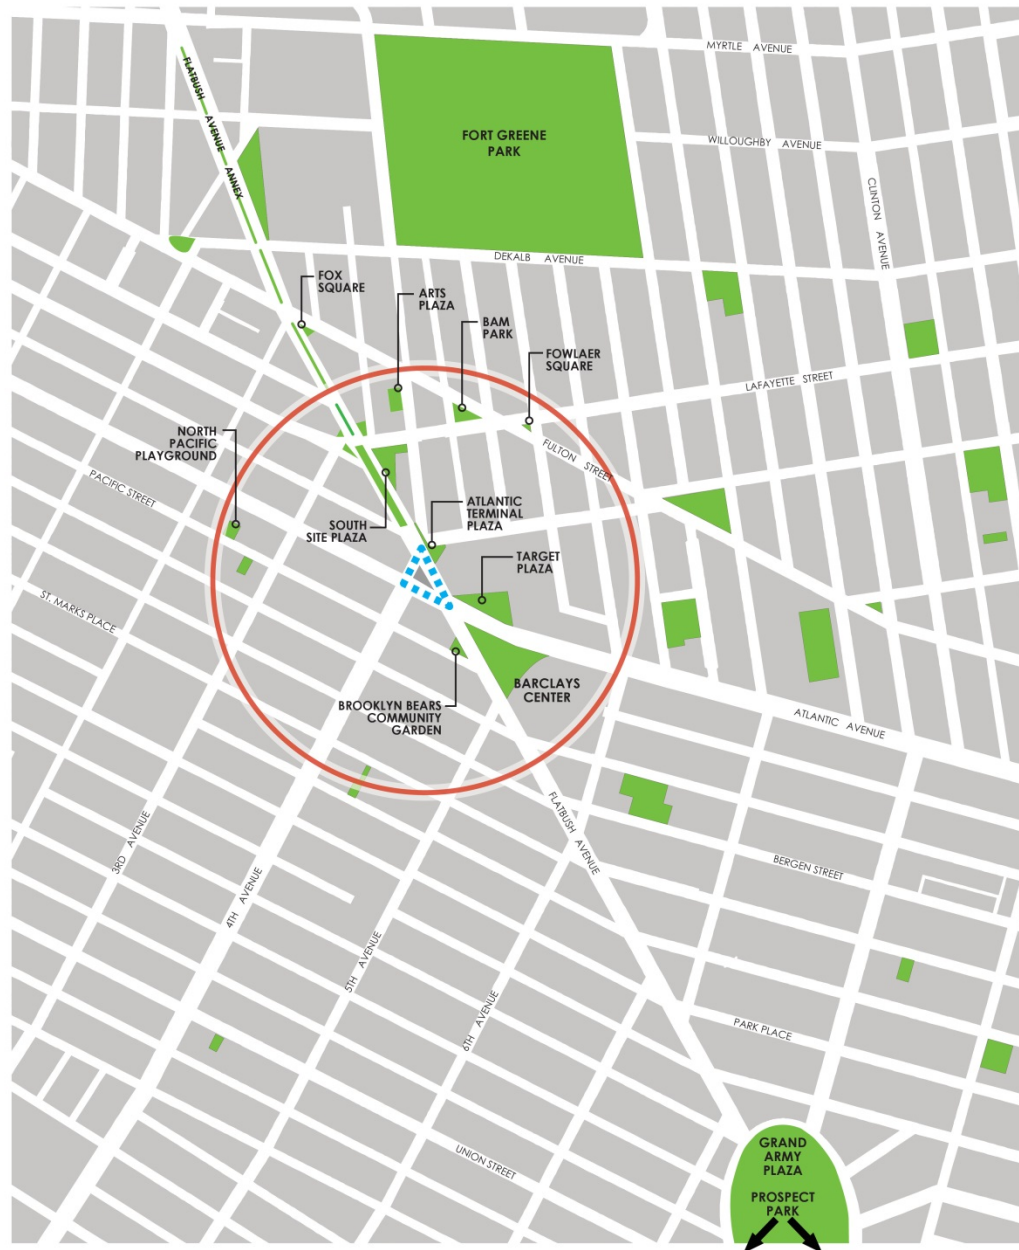 MYRTLE AVENUE
FLATBUSH AVENUE ANNEX
FORT GREENE
PARK
WILLOUGHBY AVENUE
CLINTON AVENUE
DEKALB AVENUE
FOX
SQUARE
ARTS
PLAZA
BAM
PARK
FOWLAER
SQUARE
LAFAYETTE STREET
NORTH
PACIFIC
PLAYGROUND
FULTON STREET
PACIFIC STREET
SOUTH
SITE PLAZA
ATLANTIC
TERMINAL
PLAZA
TARGET
PLAZA
ST. MARKS PLACE
BARCLAYS
CENTER
BROOKLYN BEARS
COMMUNITY
GARDEN
ATLANTIC AVENUE
FLATBUSH AVENUE
3RD AVENUE
4TH AVENUE
5TH AVENUE
6TH AVENUE
BERGEN STREET
PARK PLACE
UNION STREET
GRAND
ARMY
PLAZA
PROSPECT
PARK